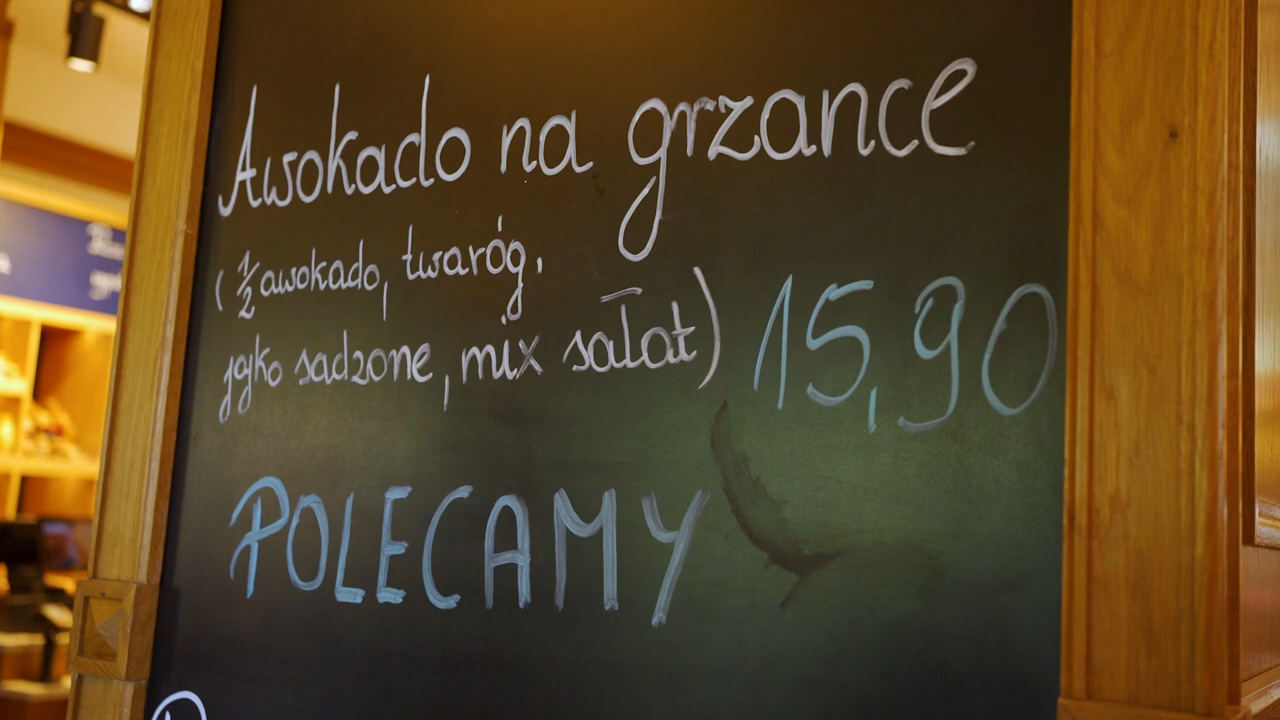 Awokado na grzance
(½ awokado, twaróg,
jajko sadzone, mix sałat) 15,90
POLECAMY